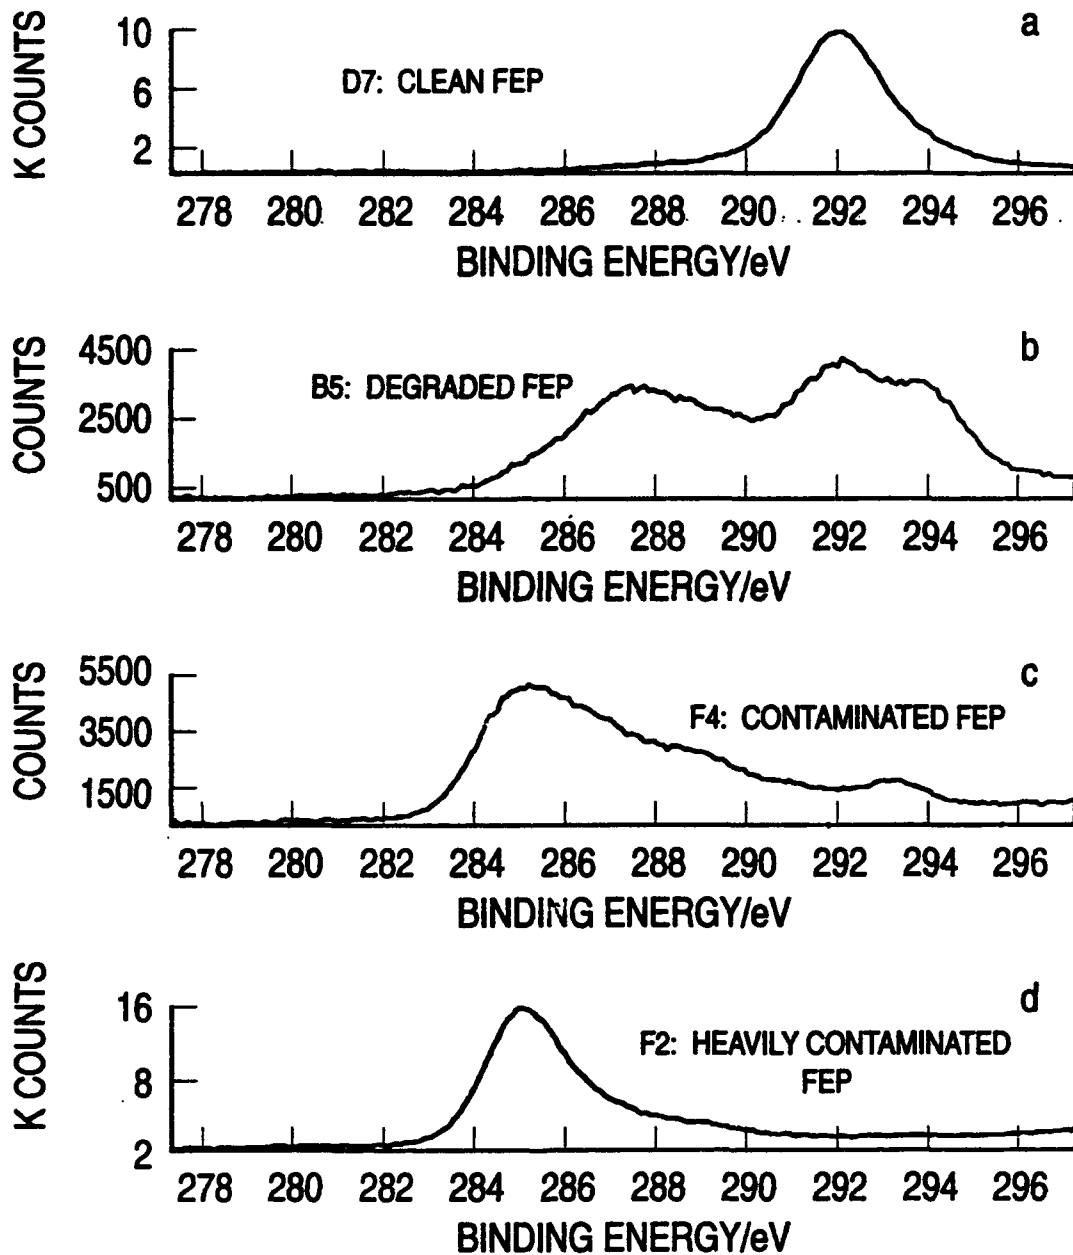 a
K COUNTS
10
6
2
D7: CLEAN FEP
278 280 282 284 286 288 290 292 294 296
BINDING ENERGY/eV
b
COUNTS
4500
2500
500
B5: DEGRADED FEP
278 280 282 284 286 288 290 292 294 296
BINDING ENERGY/eV
c
COUNTS
5500
3500
1500
F4: CONTAMINATED FEP
278 280 282 284 286 288 290 292 294 296
BINDING ENERGY/eV
d
K COUNTS
16
8
2
F2: HEAVILY CONTAMINATED
FEP
278 280 282 284 286 288 290 292 294 296
BINDING ENERGY/eV